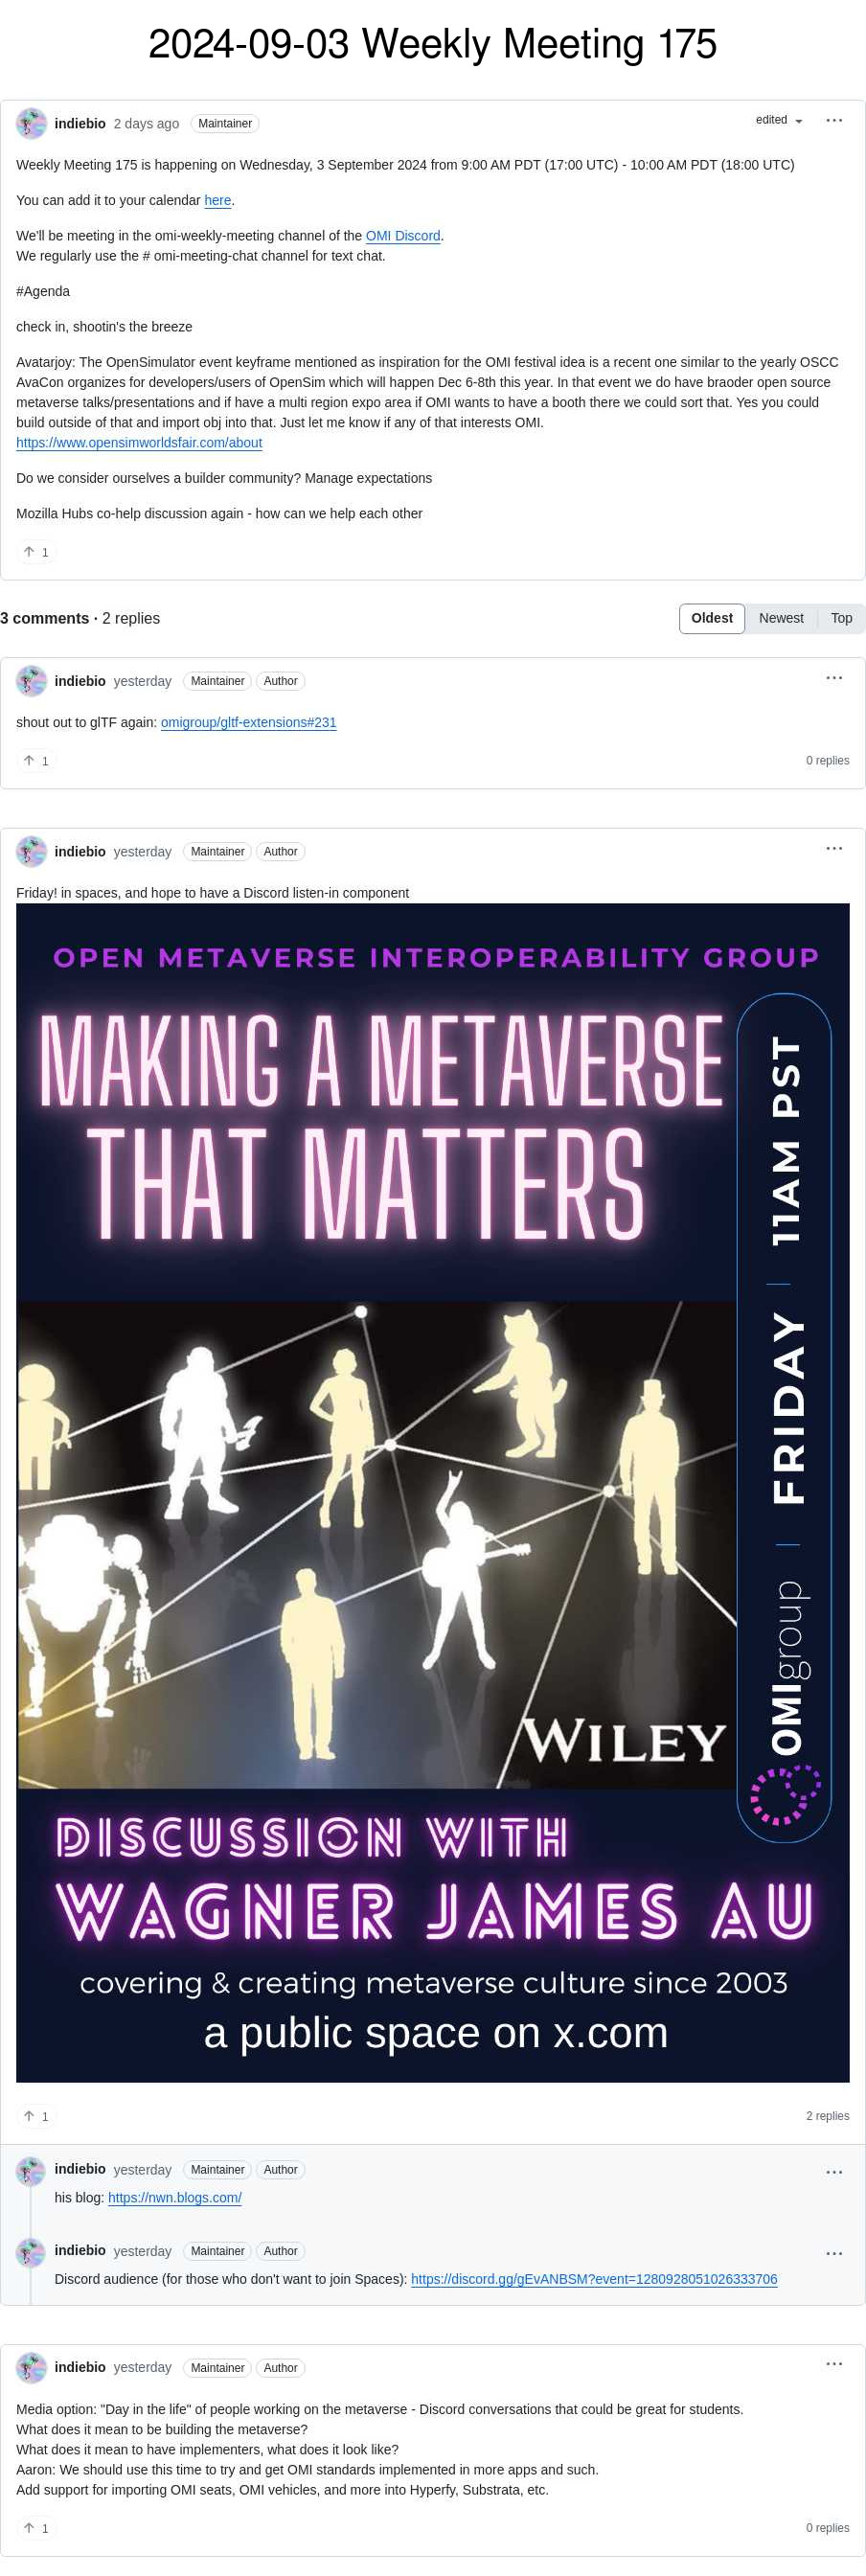 2024-09-03 Weekly Meeting 175
indiebio 2 days ago Maintainer edited
Weekly Meeting 175 is happening on Wednesday, 3 September 2024 from 9:00 AM PDT (17:00 UTC) - 10:00 AM PDT (18:00 UTC)
You can add it to your calendar here.
We'll be meeting in the omi-weekly-meeting channel of the OMI Discord.
We regularly use the # omi-meeting-chat channel for text chat.
#Agenda
check in, shootin's the breeze
Avatarjoy: The OpenSimulator event keyframe mentioned as inspiration for the OMI festival idea is a recent one similar to the yearly OSCC
AvaCon organizes for developers/users of OpenSim which will happen Dec 6-8th this year. In that event we do have braoder open source
metaverse talks/presentations and if have a multi region expo area if OMI wants to have a booth there we could sort that. Yes you could
build outside of that and import obj into that. Just let me know if any of that interests OMI.
https://www.opensimworldsfair.com/about
Do we consider ourselves a builder community? Manage expectations
Mozilla Hubs co-help discussion again - how can we help each other
1
3 comments · 2 replies
Oldest Newest Top
indiebio yesterday Maintainer Author
shout out to glTF again: omigroup/gltf-extensions#231
1 0 replies
indiebio yesterday Maintainer Author
Friday! in spaces, and hope to have a Discord listen-in component
OPEN METAVERSE INTEROPERABILITY GROUP
MAKING A METAVERSE
THAT MATTERS
OMIgroup | FRIDAY | 11AM PST
WILEY
DISCUSSION WITH
WAGNER JAMES AU
covering & creating metaverse culture since 2003
a public space on x.com
1 2 replies
indiebio yesterday Maintainer Author
his blog: https://nwn.blogs.com/
indiebio yesterday Maintainer Author
Discord audience (for those who don't want to join Spaces): https://discord.gg/gEvANBSM?event=1280928051026333706
indiebio yesterday Maintainer Author
Media option: "Day in the life" of people working on the metaverse - Discord conversations that could be great for students.
What does it mean to be building the metaverse?
What does it mean to have implementers, what does it look like?
Aaron: We should use this time to try and get OMI standards implemented in more apps and such.
Add support for importing OMI seats, OMI vehicles, and more into Hyperfy, Substrata, etc.
1 0 replies